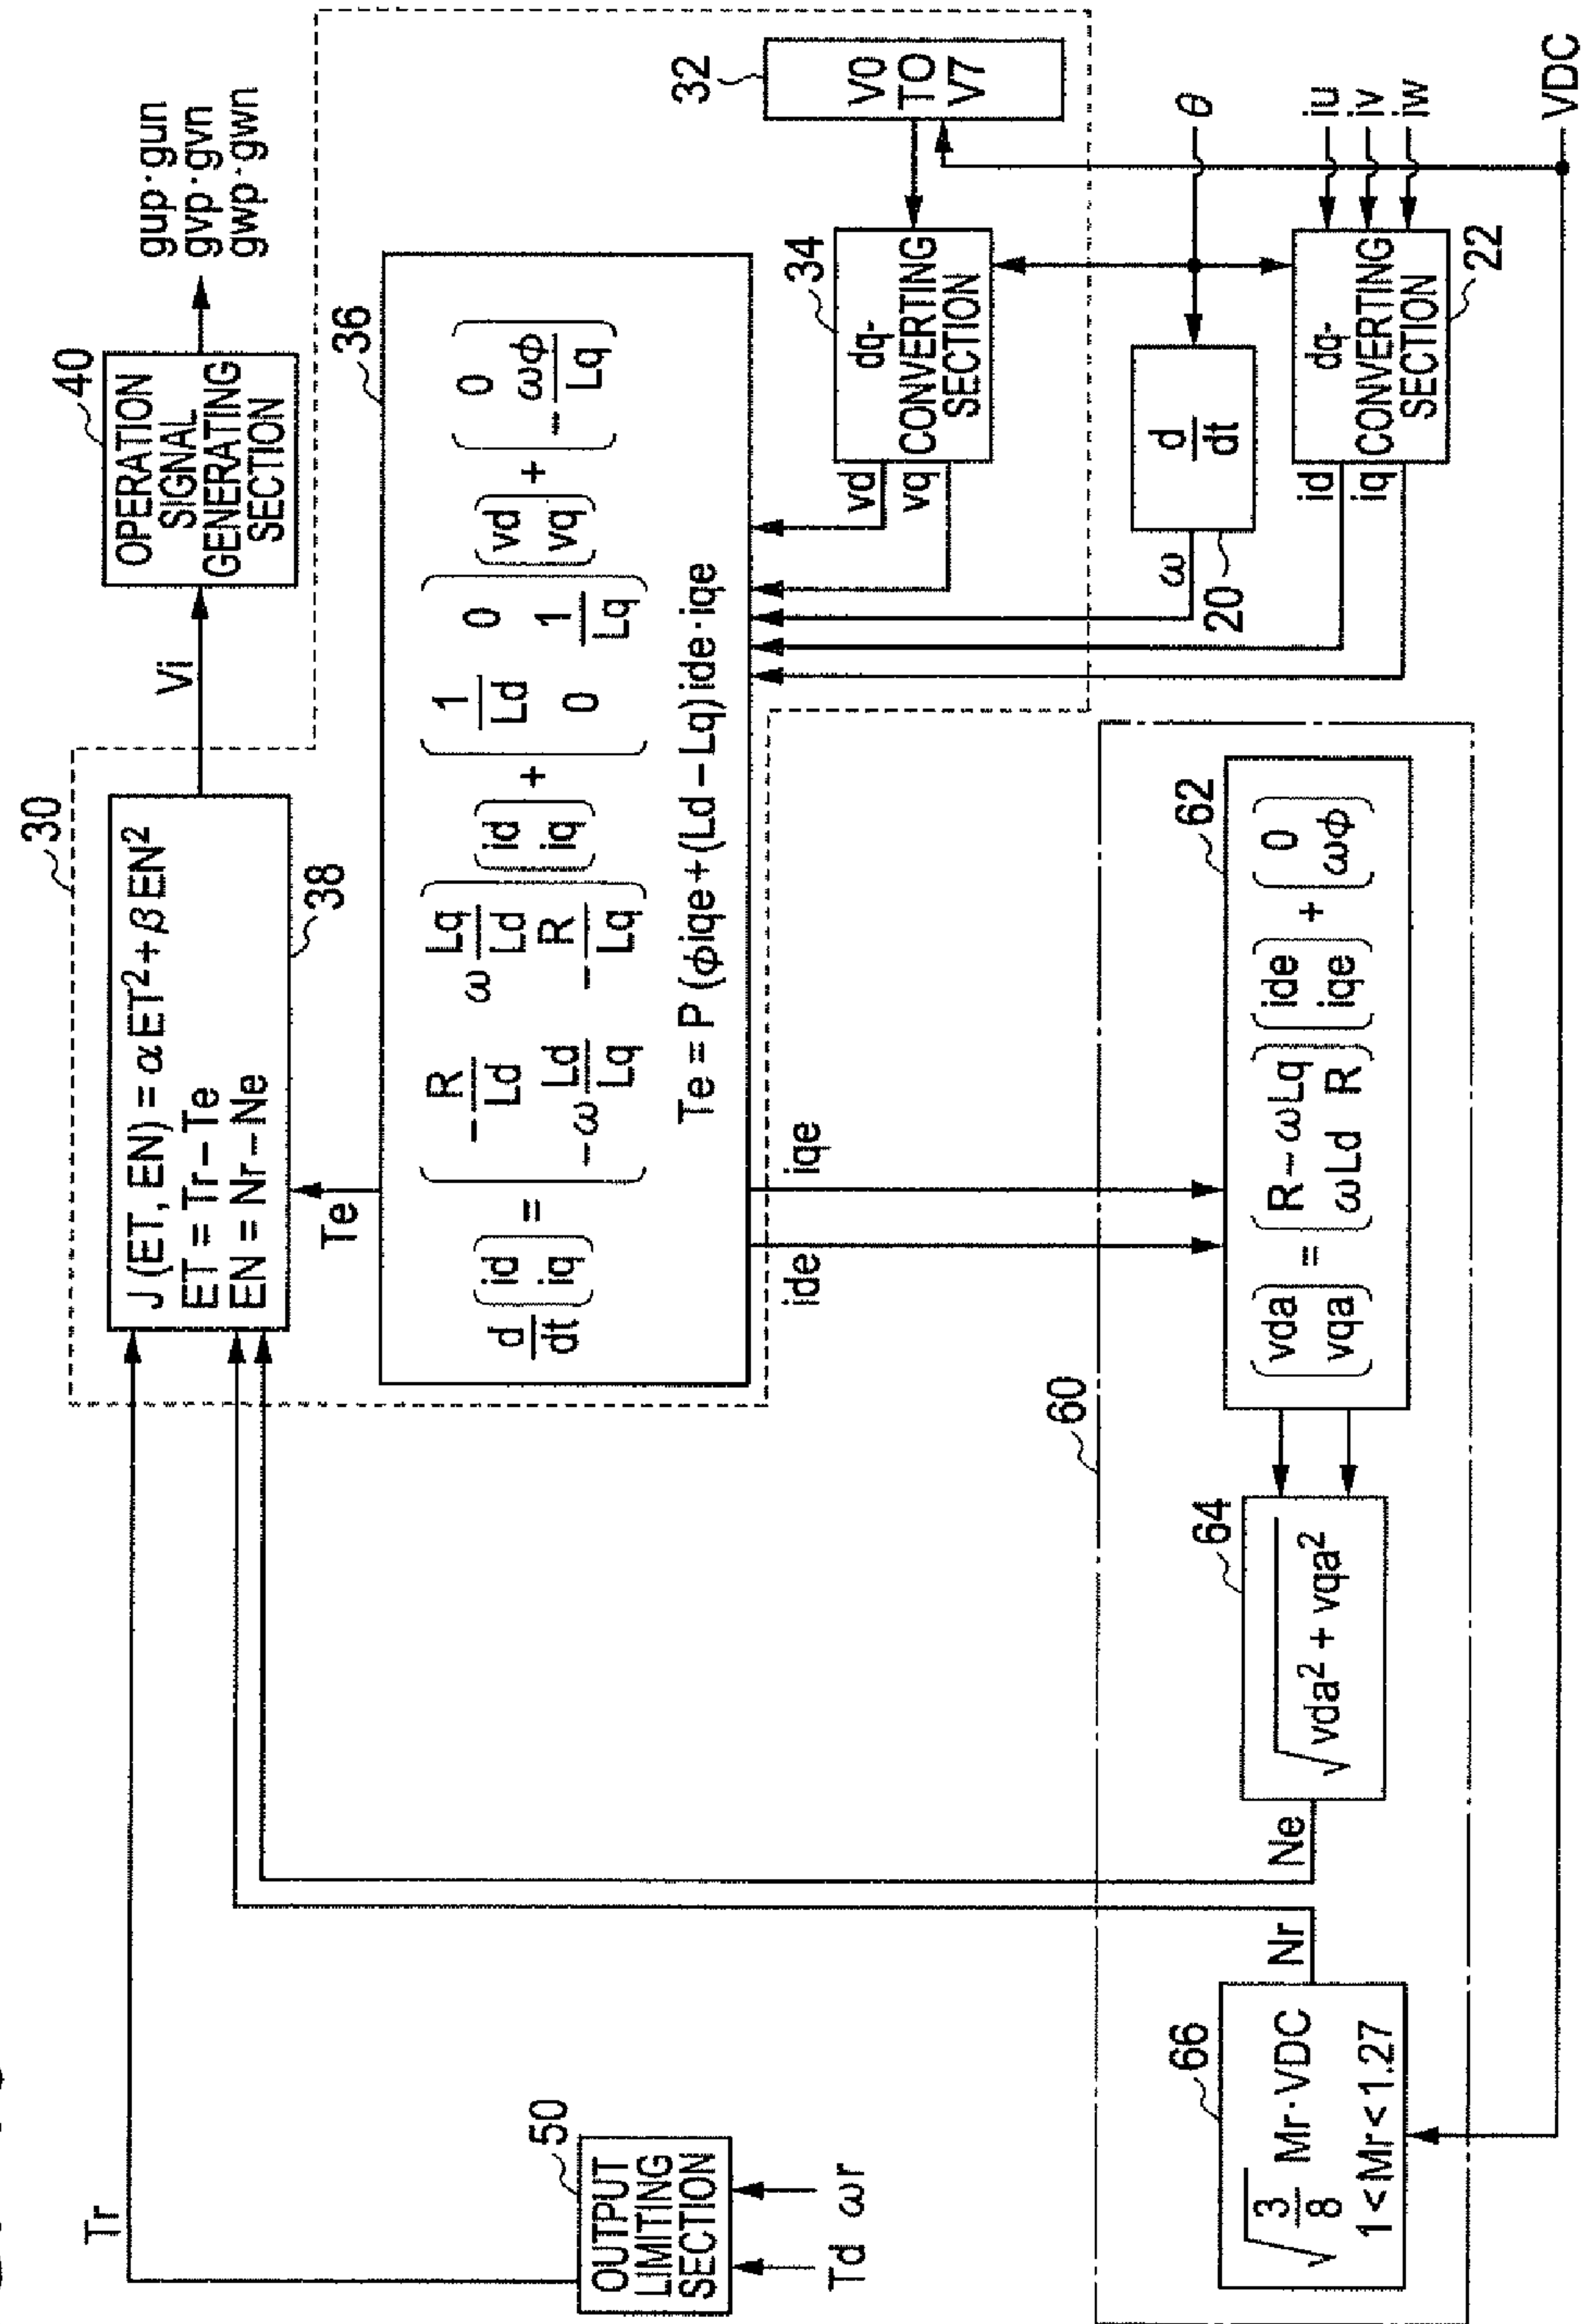 Tr
30
J (ET, EN) = αET² + βEN²
ET = Tr – Te
EN = Nr – Ne
38
Vi
40
OPERATION
SIGNAL
GENERATING
SECTION
gup·gun
gvp·gvn
gwp·gwn
Te
36
d/dt (id iq) = (–R/Ld ωLq/Ld –ωLd/Lq –R/Lq) (id iq) + (1/Ld 0 0 1/Lq) (vd vq) + (0 –ωφ/Lq)
Te = P (φiqe + (Ld – Lq) ide·iqe
32
V0
TO
V7
34
dq-
CONVERTING
SECTION
vd
vq
50
OUTPUT
LIMITING
SECTION
Td ωr
ide
iqe
ω
20
d/dt
θ
id
iq
dq-
CONVERTING
SECTION
22
iu
iv
iw
60
66
√3/8 Mr·VDC
1 < Mr < 1.27
Nr
Ne
64
√vda² + vqa²
62
(vda vqa) = (R – ωLq ωLd R) (ide iqe) + (0 ωφ)
VDC